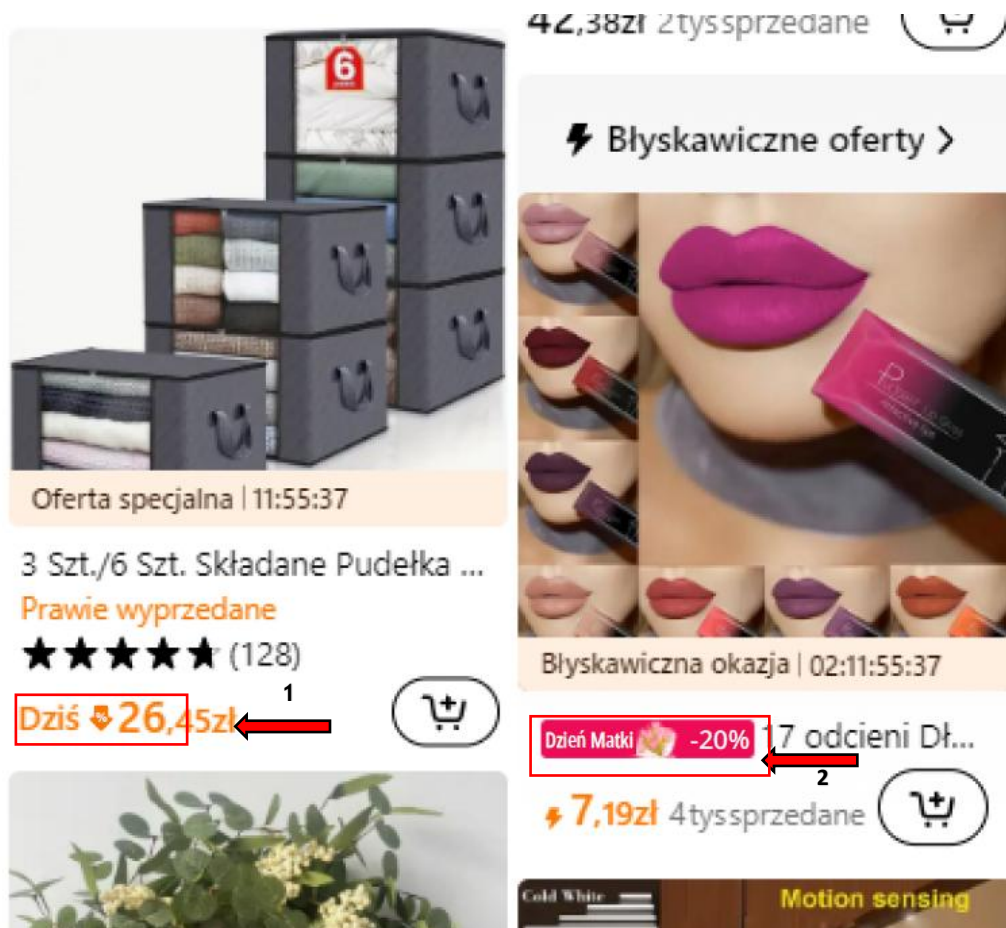 6
Oferta specjalna | 11:55:37
3 Szt./6 Szt. Składane Pudełka ...
Prawie wyprzedane
(128)
Dziś % 26,45zł
1
42,38zł 2tys sprzedane
Błyskawiczne oferty >
Błyskawiczna okazja | 02:11:55:37
Dzień Matki -20% 17 odcieni Dł...
2
7,19zł 4tys sprzedane
Cold White
Motion sensing